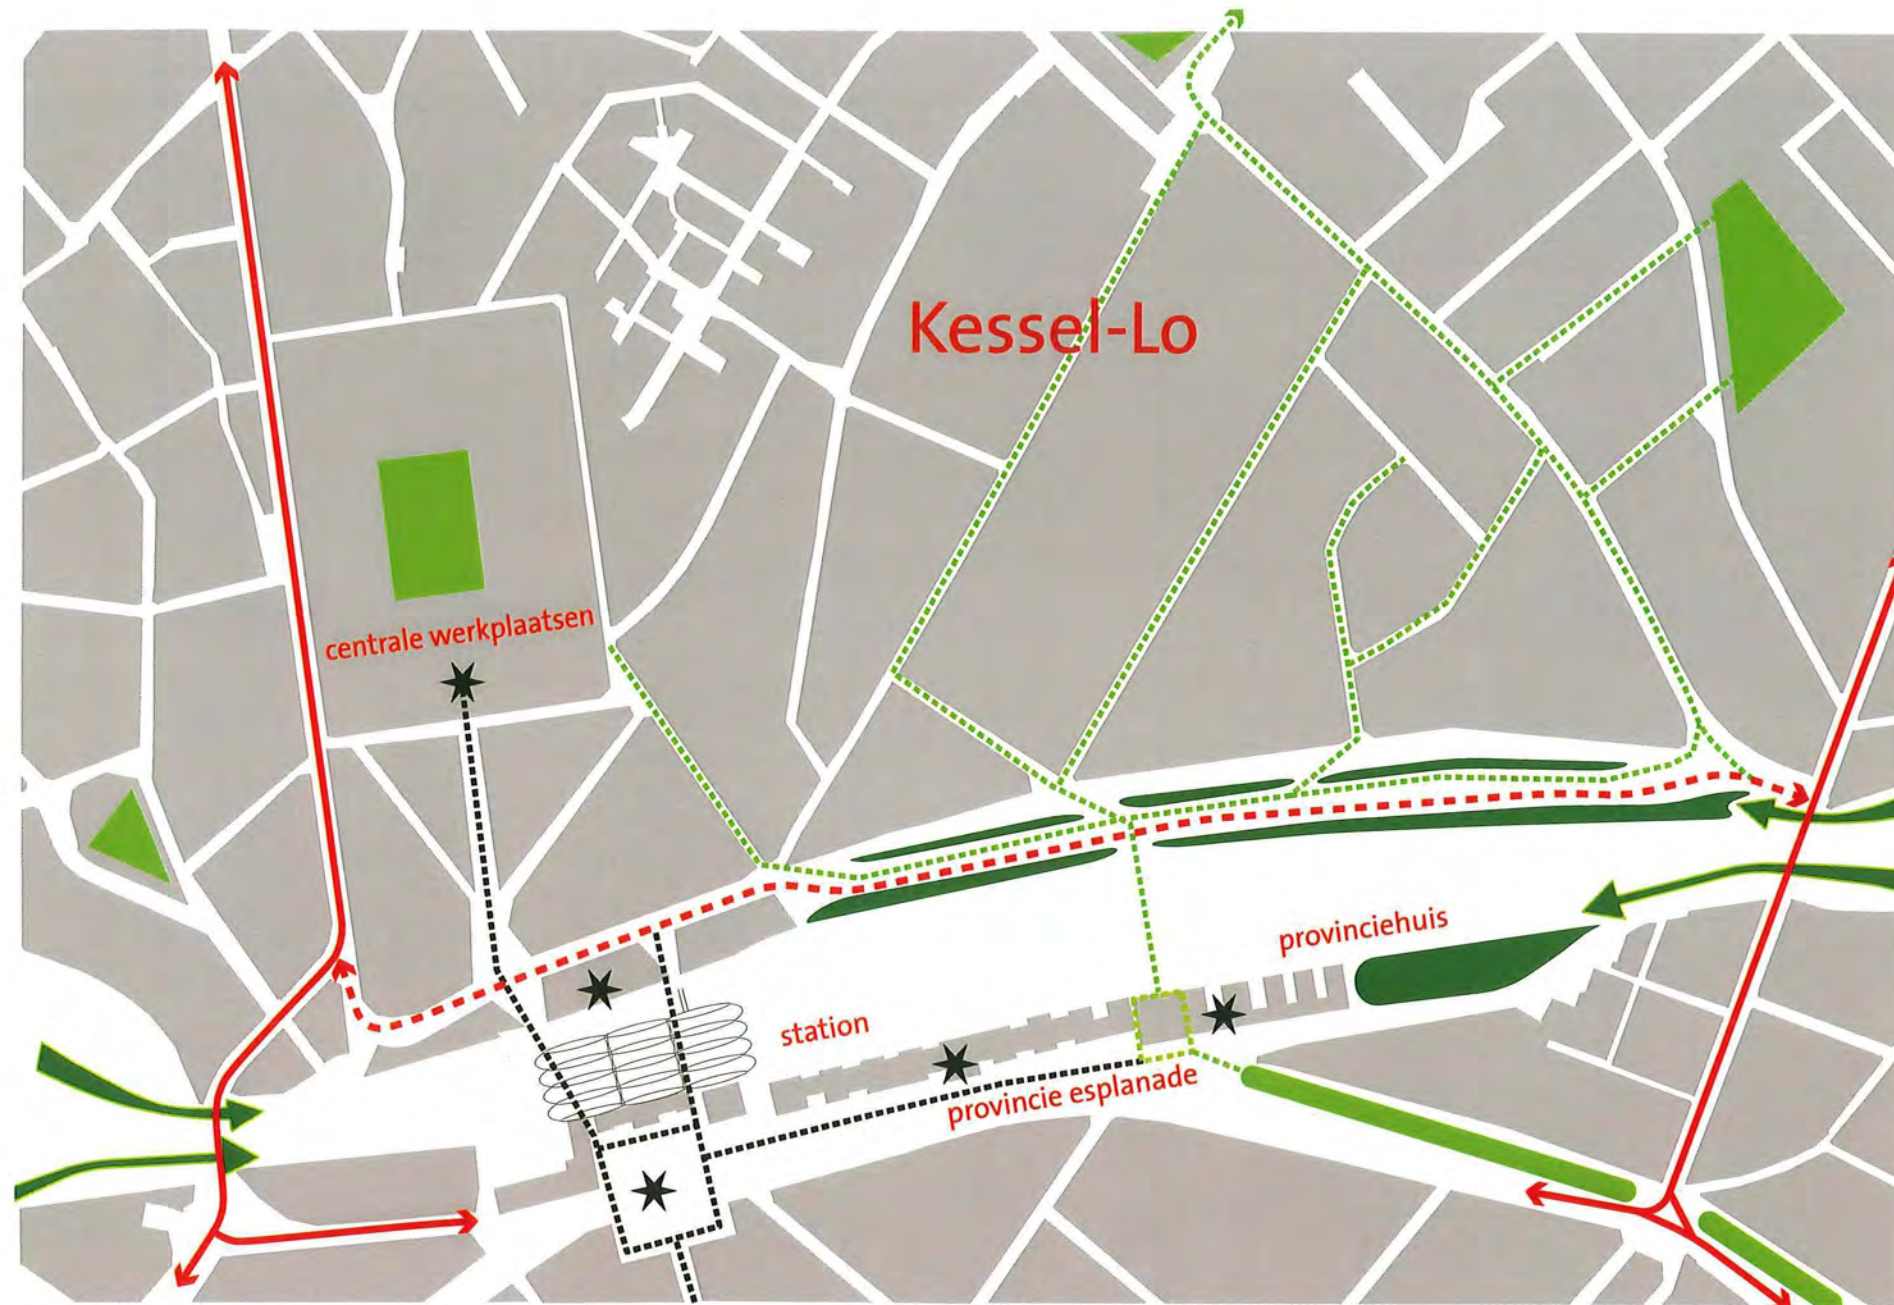 Kessel-Lo
centrale werkplaatsen
provinciehuis
station
provincie esplanade